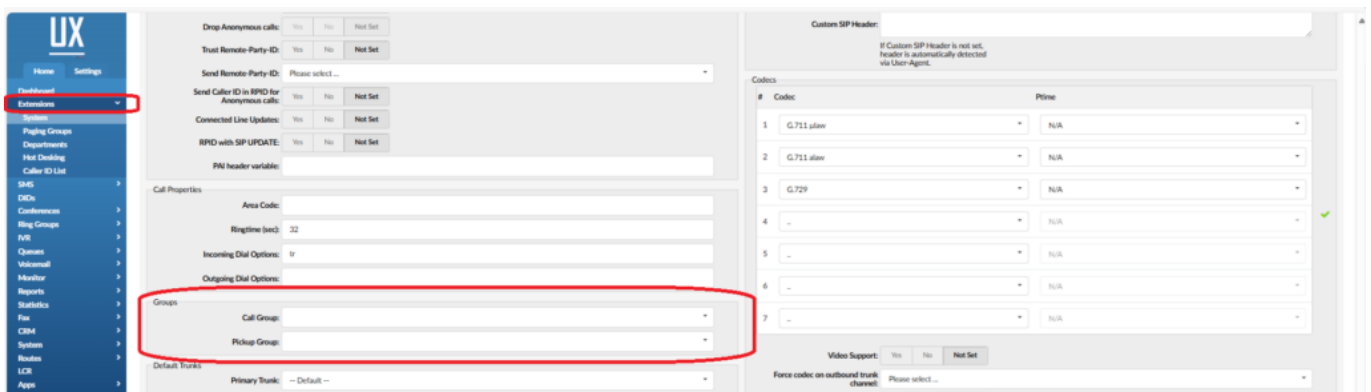 UX
Home Settings
Dashboard
Extensions
System
Paging Groups
Departments
Hot Desking
Caller ID List
SMS
DIDs
Conferences
Ring Groups
IVR
Queues
Voicemail
Monitor
Reports
Statistics
Fax
CRM
System
Routes
LCR
Apps
Drop Anonymous calls: Yes No Not Set
Trust Remote-Party-ID: Yes No Not Set
Send Remote-Party-ID: Please select ...
Send Caller ID in RPID for
Anonymous calls: Yes No Not Set
Connected Line Updates: Yes No Not Set
RPID with SIP UPDATE: Yes No Not Set
PAI header variable:
Call Properties
Area Code:
Ringtime (sec): 32
Incoming Dial Options: tr
Outgoing Dial Options:
Groups
Call Group:
Pickup Group:
Default Trunks
Primary Trunk: -- Default --
Custom SIP Header:
If Custom SIP Header is not set,
header is automatically detected
via User-Agent.
Codecs
# Codec Ptime
1 G.711 µlaw N/A
2 G.711 alaw N/A
3 G.729 N/A
4 .. N/A
5 .. N/A
6 .. N/A
7 .. N/A
Video Support: Yes No Not Set
Force codec on outbound trunk
channel: Please select ...